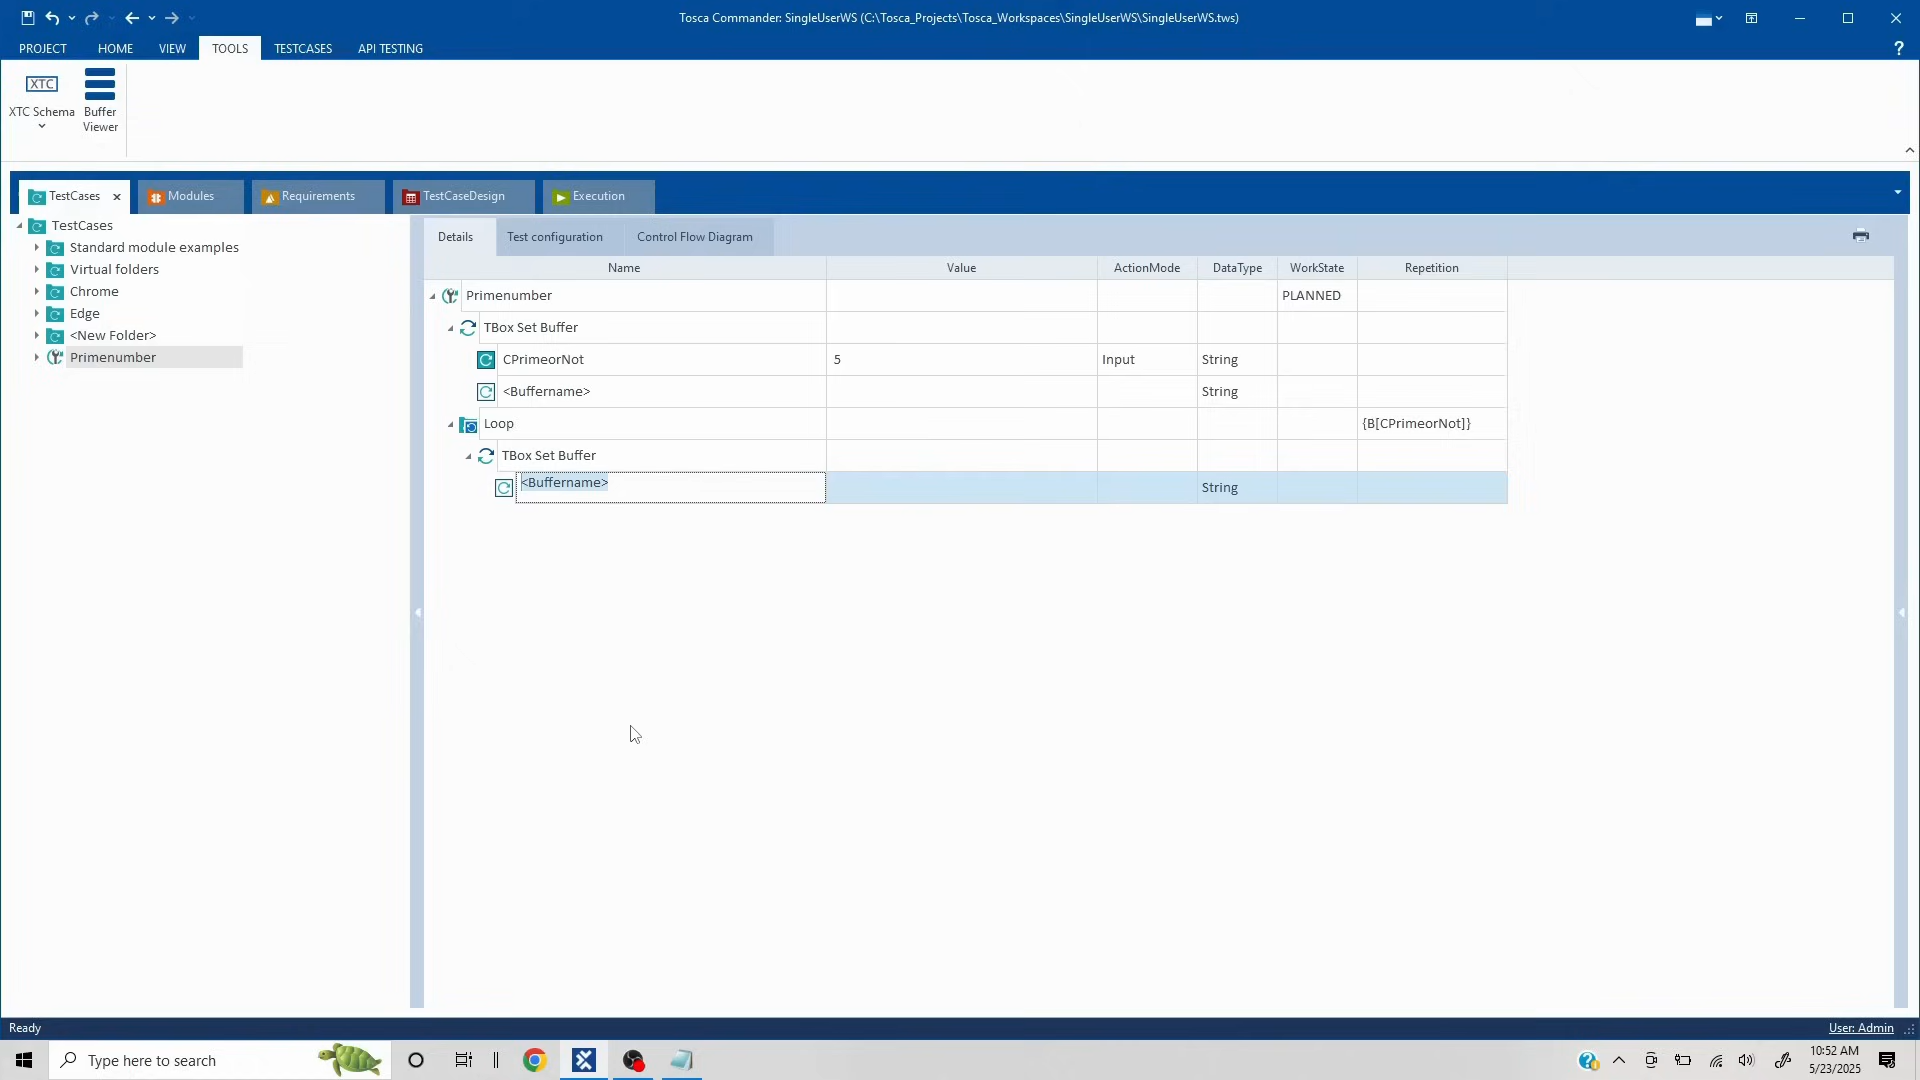 Tosca Commander: SingleUserWS (C:\Tosca_Projects\Tosca_Workspaces\SingleUserWS\SingleUserWS.tws)
PROJECT HOME VIEW TOOLS TESTCASES API TESTING ?
XTC
XTC Schema Buffer Viewer
TestCases x Modules Requirements TestCaseDesign Execution
TestCases
Standard module examples
Virtual folders
Chrome
Edge
<New Folder>
Primenumber
Details Test configuration Control Flow Diagram
Name Value ActionMode DataType WorkState Repetition
Primenumber PLANNED
TBox Set Buffer
CPrimeorNot 5 Input String
<Buffername> String
Loop {B[CPrimeorNot]}
TBox Set Buffer
<Buffername> String
Ready User: Admin
Type here to search
10:52 AM
5/23/2025